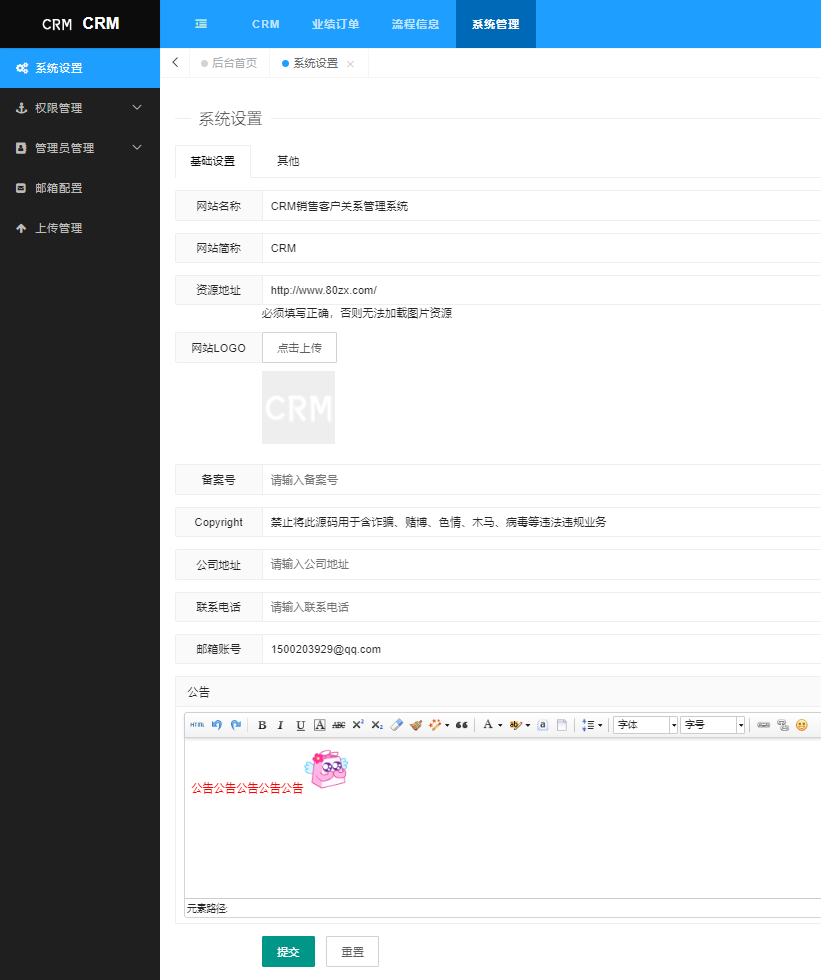 CRM CRM
CRM 业绩订单 流程信息 系统管理
后台首页 系统设置
系统设置
权限管理
管理员管理
邮箱配置
上传管理
系统设置
基础设置 其他
网站名称 CRM销售客户关系管理系统
网站简称 CRM
资源地址 http://www.80zx.com/
必须填写正确，否则无法加载图片资源
网站LOGO 点击上传
CRM
备案号 请输入备案号
Copyright 禁止将此源码用于含诈骗、赌博、色情、木马、病毒等违法违规业务
公司地址 请输入公司地址
联系电话 请输入联系电话
邮箱账号 1500203929@qq.com
公告
HTML B I U A ABC X² X₂ A ab a 字体 字号
公告公告公告公告公告
元素路径:
提交 重置